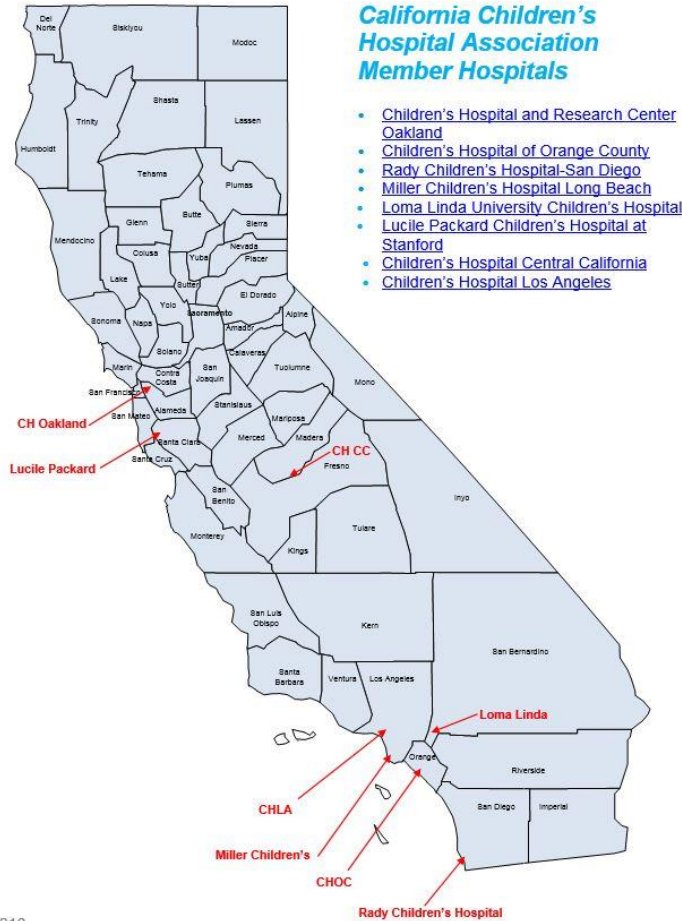 California Children's
Hospital Association
Member Hospitals
• Children's Hospital and Research Center
Oakland
• Children's Hospital of Orange County
• Rady Children's Hospital-San Diego
• Miller Children's Hospital Long Beach
• Loma Linda University Children's Hospital
• Lucile Packard Children's Hospital at
Stanford
• Children's Hospital Central California
• Children's Hospital Los Angeles
Del
Norte
Siskiyou
Modoc
Humboldt
Trinity
Shasta
Lassen
Tehama
Plumas
Mendocino
Glenn
Butte
Sierra
Nevada
Placer
Yuba
Colusa
Lake
Sutter
El Dorado
Sonoma
Napa
Yolo
Sacramento
Alpine
Amador
Solano
Calaveras
Marin
Contra
Costa
San
Joaquin
Tuolumne
Mono
San Francisco
San Mateo
Alameda
Stanislaus
Mariposa
CH Oakland
Santa Clara
Merced
Madera
CH CC
Lucile Packard
Santa Cruz
Fresno
San
Benito
Inyo
Monterey
Kings
Tulare
San Luis
Obispo
Kern
San Bernardino
Santa
Barbara
Ventura
Los Angeles
Loma Linda
Orange
Riverside
CHLA
San Diego
Imperial
Miller Children's
CHOC
Rady Children's Hospital